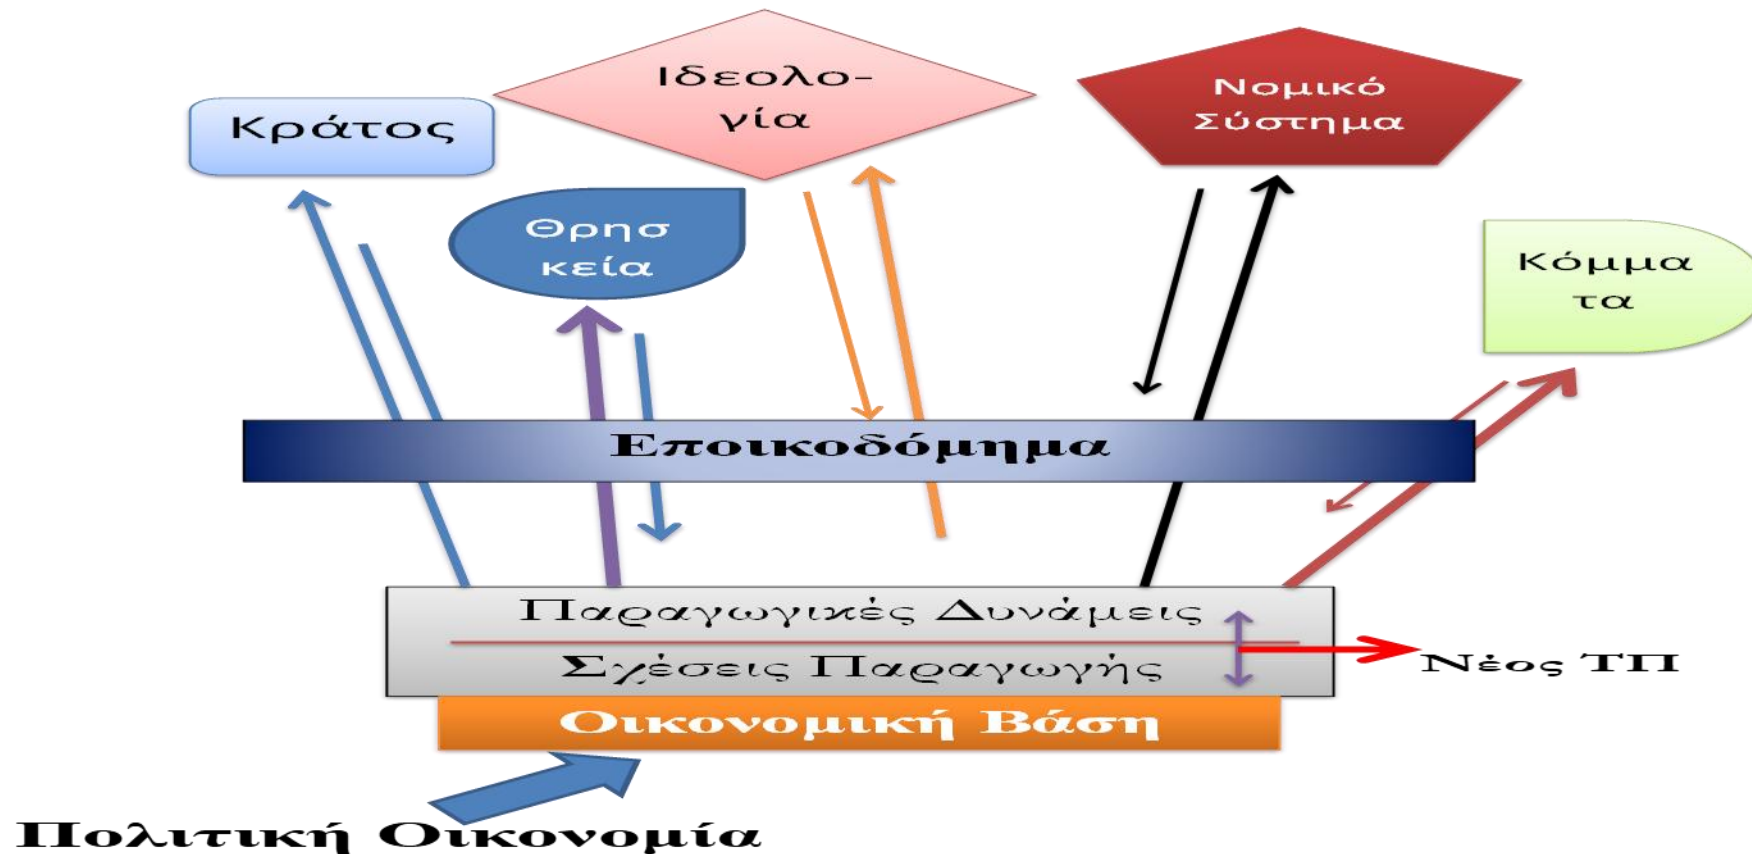 Ιδεολο-
γία
Νομικό
Σύστημα
Κράτος
Θρησ
κεία
Κόμμα
τα
Εποικοδόμημα
Παραγωγικές Δυνάμεις
Σχέσεις Παραγωγής
Νέος ΤΠ
Οικονομική Βάση
Πολιτική Οικονομία